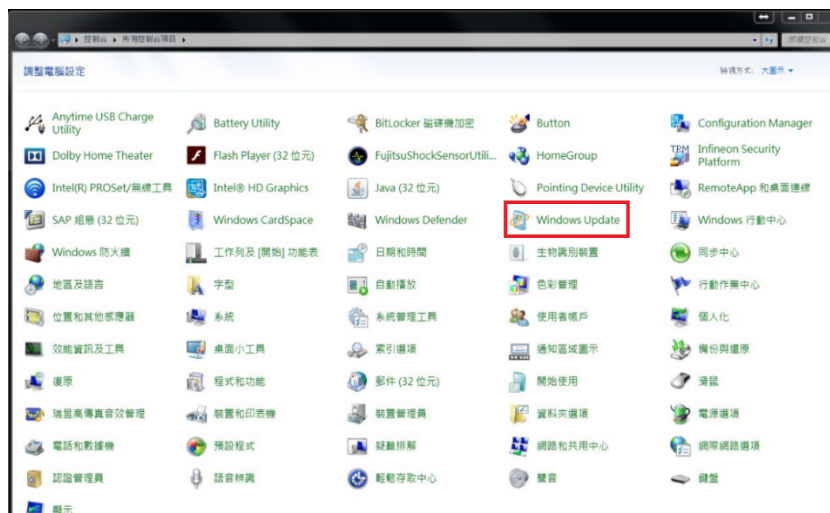 控制台 ▸ 所有控制台項目 ▸
搜尋控制台
調整電腦設定
檢視方式: 大圖示
Anytime USB Charge Utility
Battery Utility
BitLocker 磁碟機加密
Button
Configuration Manager
Dolby Home Theater
Flash Player (32 位元)
FujitsuShockSensorUtili...
HomeGroup
Infineon Security Platform
Intel(R) PROSet/無線工具
Intel® HD Graphics
Java (32 位元)
Pointing Device Utility
RemoteApp 和桌面連線
SAP 組態 (32 位元)
Windows CardSpace
Windows Defender
Windows Update
Windows 行動中心
Windows 防火牆
工作列及 [開始] 功能表
日期和時間
生物識別裝置
同步中心
地區及語言
字型
自動播放
色彩管理
行動作業中心
位置和其他感應器
系統
系統管理工具
使用者帳戶
個人化
效能資訊及工具
桌面小工具
索引選項
通知區域圖示
備份與還原
復原
程式和功能
郵件 (32 位元)
開始使用
滑鼠
瑞昱高傳真音效管理
裝置和印表機
裝置管理員
資料夾選項
電源選項
電話和數據機
預設程式
疑難排解
網路和共用中心
網際網路選項
認證管理員
語音辨識
輕鬆存取中心
聲音
鍵盤
顯示